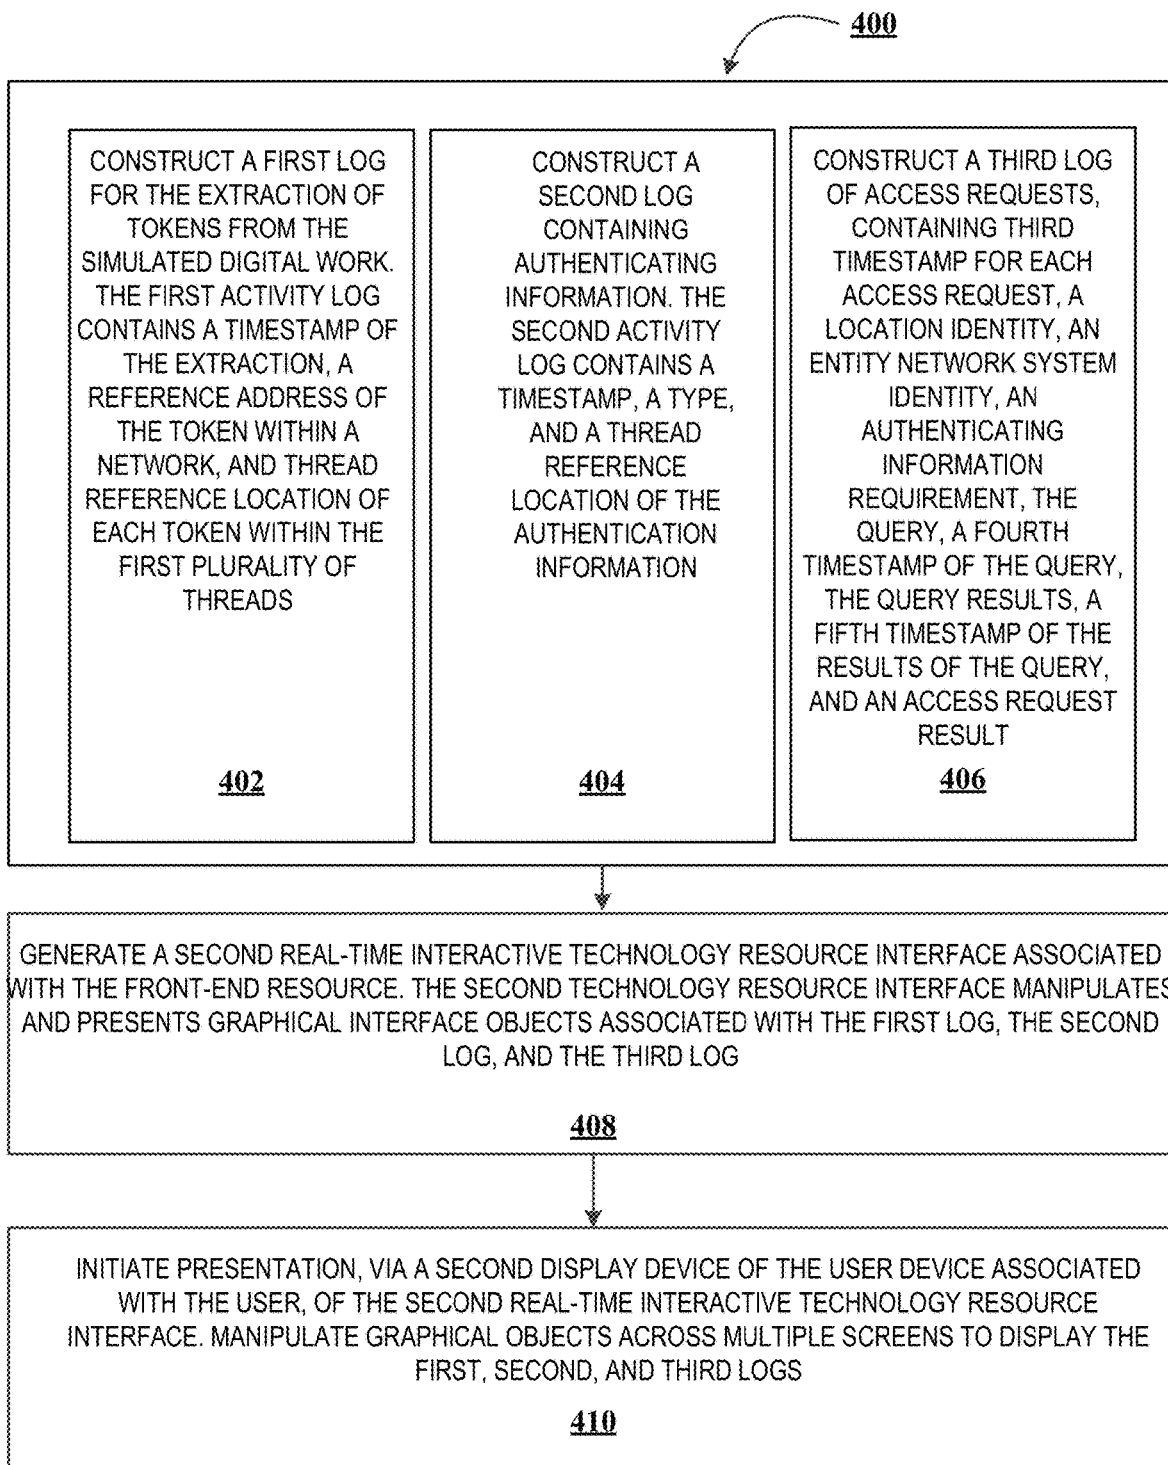 400
CONSTRUCT A FIRST LOG
FOR THE EXTRACTION OF
TOKENS FROM THE
SIMULATED DIGITAL WORK.
THE FIRST ACTIVITY LOG
CONTAINS A TIMESTAMP OF
THE EXTRACTION, A
REFERENCE ADDRESS OF
THE TOKEN WITHIN A
NETWORK, AND THREAD
REFERENCE LOCATION OF
EACH TOKEN WITHIN THE
FIRST PLURALITY OF
THREADS
402
CONSTRUCT A
SECOND LOG
CONTAINING
AUTHENTICATING
INFORMATION. THE
SECOND ACTIVITY
LOG CONTAINS A
TIMESTAMP, A TYPE,
AND A THREAD
REFERENCE
LOCATION OF THE
AUTHENTICATION
INFORMATION
404
CONSTRUCT A THIRD LOG
OF ACCESS REQUESTS,
CONTAINING THIRD
TIMESTAMP FOR EACH
ACCESS REQUEST, A
LOCATION IDENTITY, AN
ENTITY NETWORK SYSTEM
IDENTITY, AN
AUTHENTICATING
INFORMATION
REQUIREMENT, THE
QUERY, A FOURTH
TIMESTAMP OF THE QUERY,
THE QUERY RESULTS, A
FIFTH TIMESTAMP OF THE
RESULTS OF THE QUERY,
AND AN ACCESS REQUEST
RESULT
406
GENERATE A SECOND REAL-TIME INTERACTIVE TECHNOLOGY RESOURCE INTERFACE ASSOCIATED
WITH THE FRONT-END RESOURCE. THE SECOND TECHNOLOGY RESOURCE INTERFACE MANIPULATES
AND PRESENTS GRAPHICAL INTERFACE OBJECTS ASSOCIATED WITH THE FIRST LOG, THE SECOND
LOG, AND THE THIRD LOG
408
INITIATE PRESENTATION, VIA A SECOND DISPLAY DEVICE OF THE USER DEVICE ASSOCIATED
WITH THE USER, OF THE SECOND REAL-TIME INTERACTIVE TECHNOLOGY RESOURCE
INTERFACE. MANIPULATE GRAPHICAL OBJECTS ACROSS MULTIPLE SCREENS TO DISPLAY THE
FIRST, SECOND, AND THIRD LOGS
410